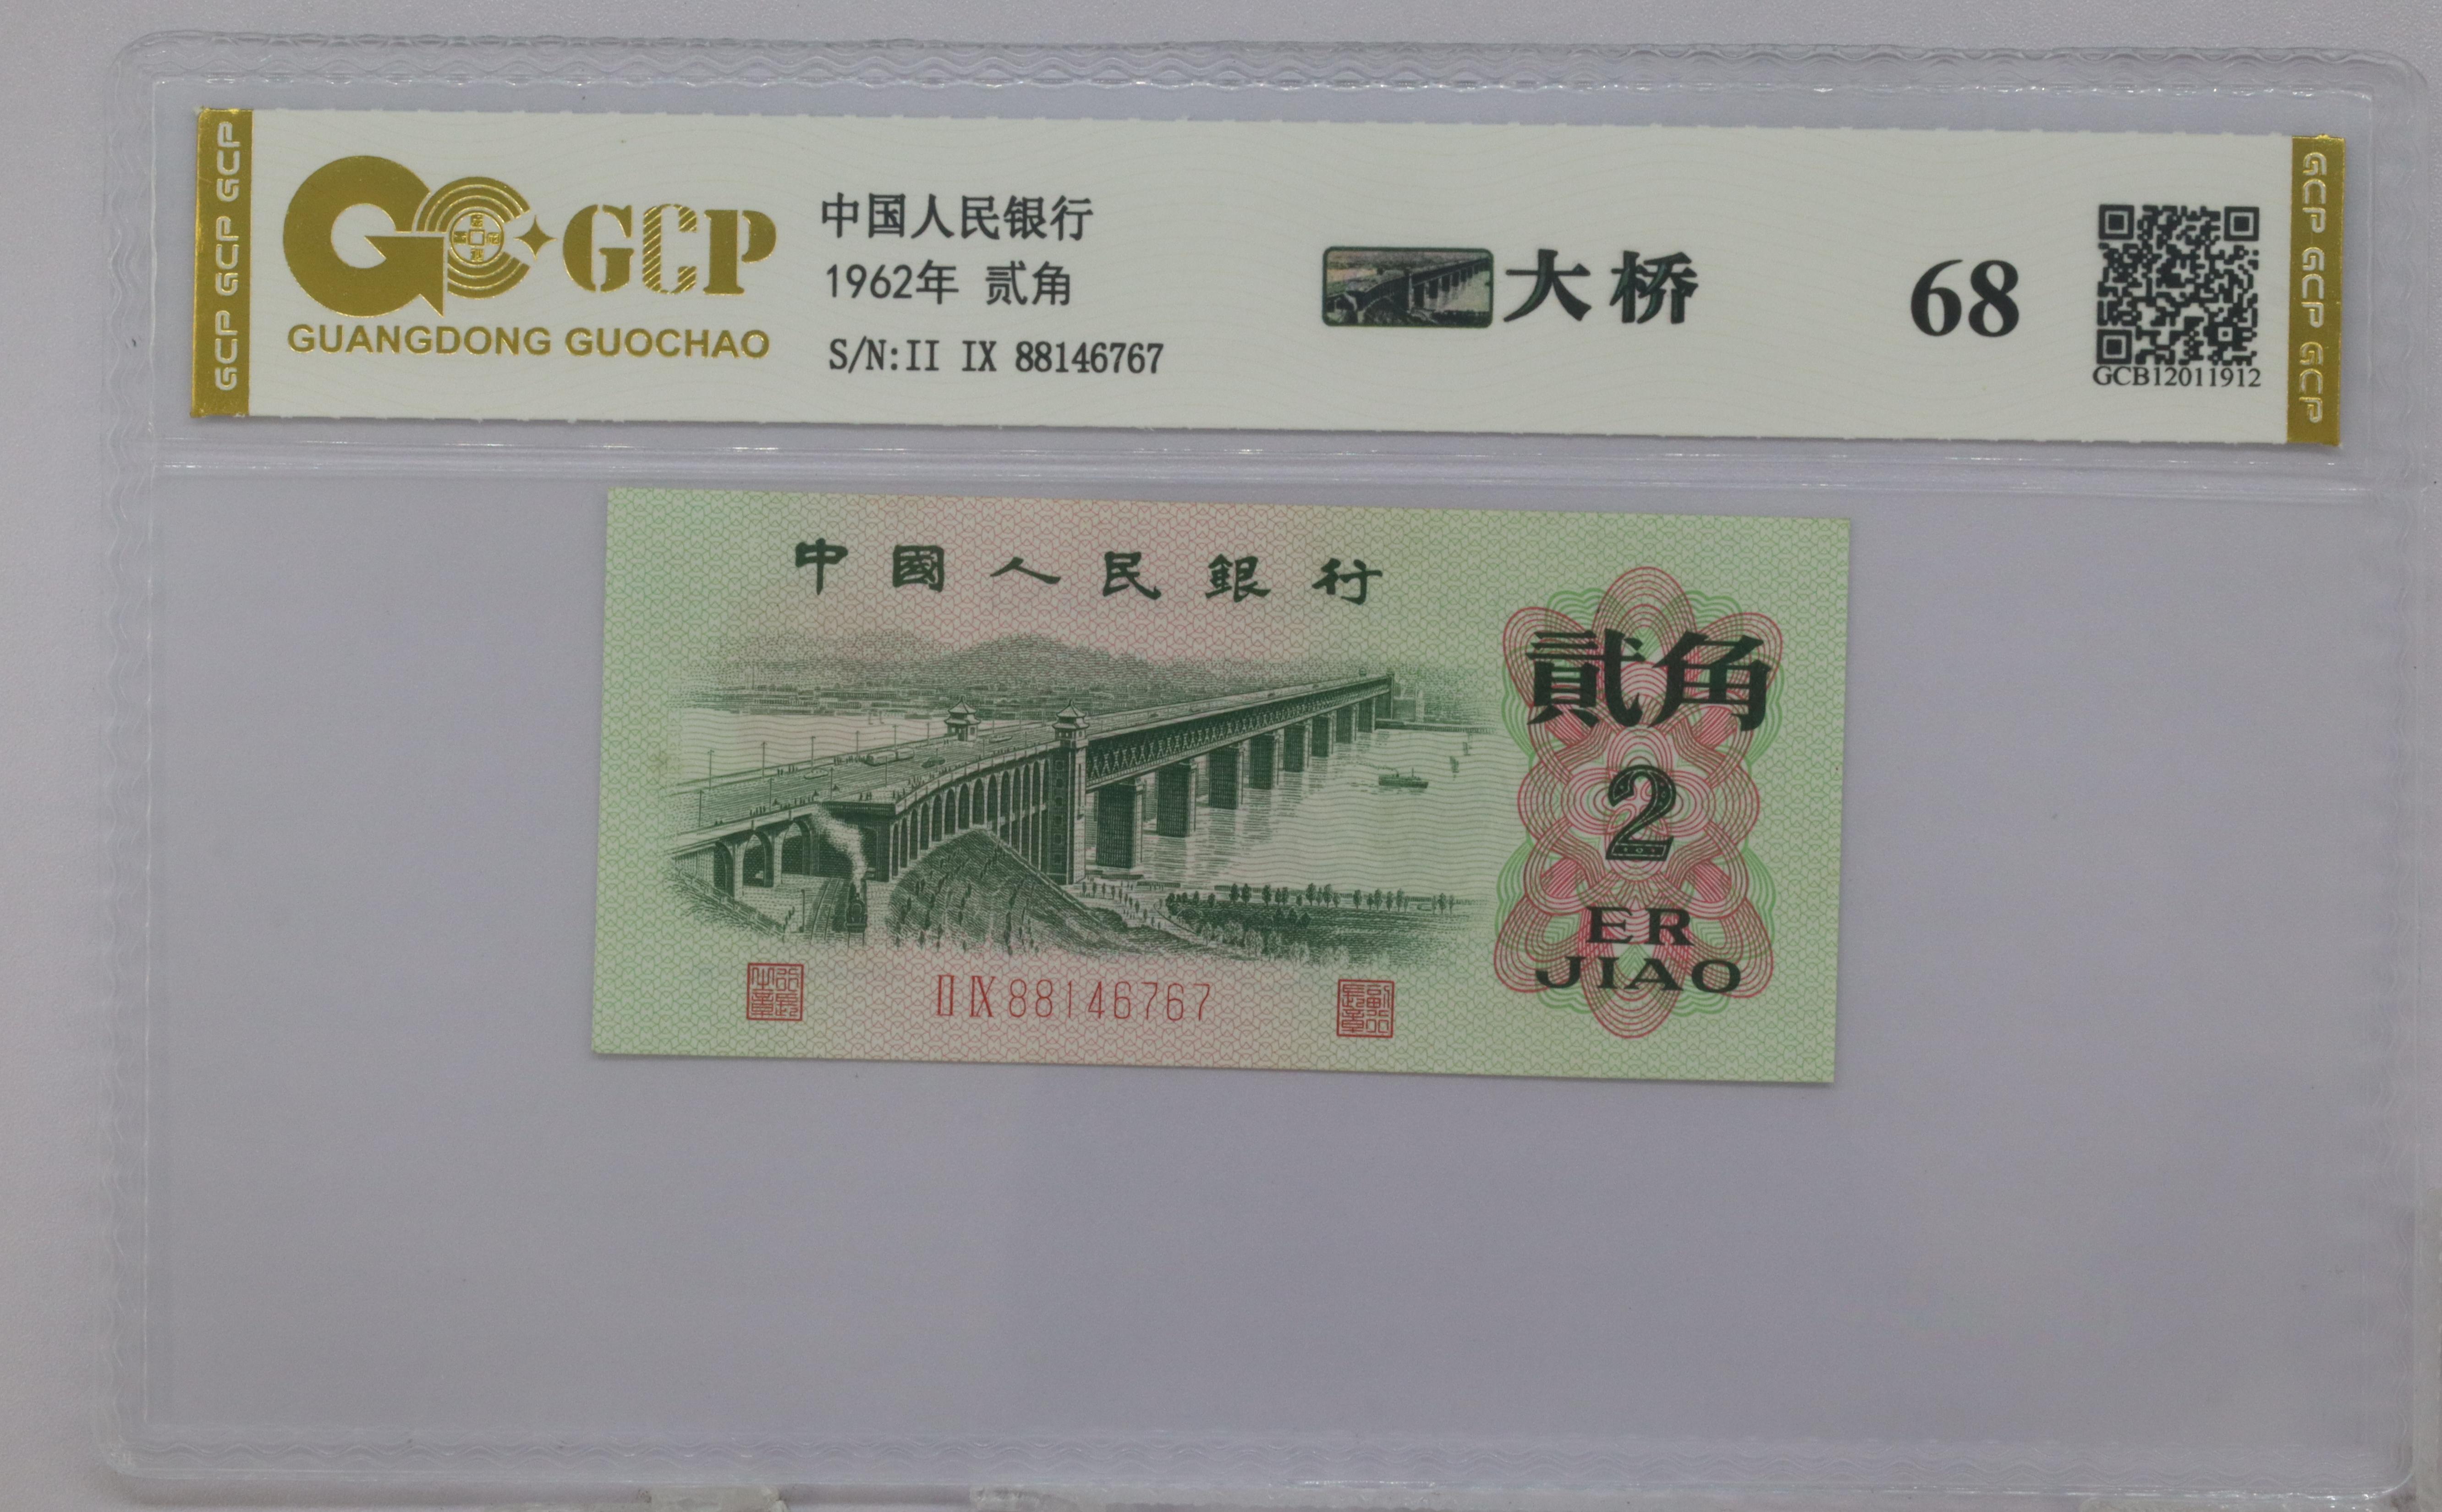 GCP GCP GCP
GCP
GUANGDONG GUOCHAO
中国人民银行
1962年 贰角
S/N:II IX 88146767
大桥
68
GCB12011912
GCP GCP GCP
中國人民銀行
貳角
2
ER
JIAO
II IX 88146767